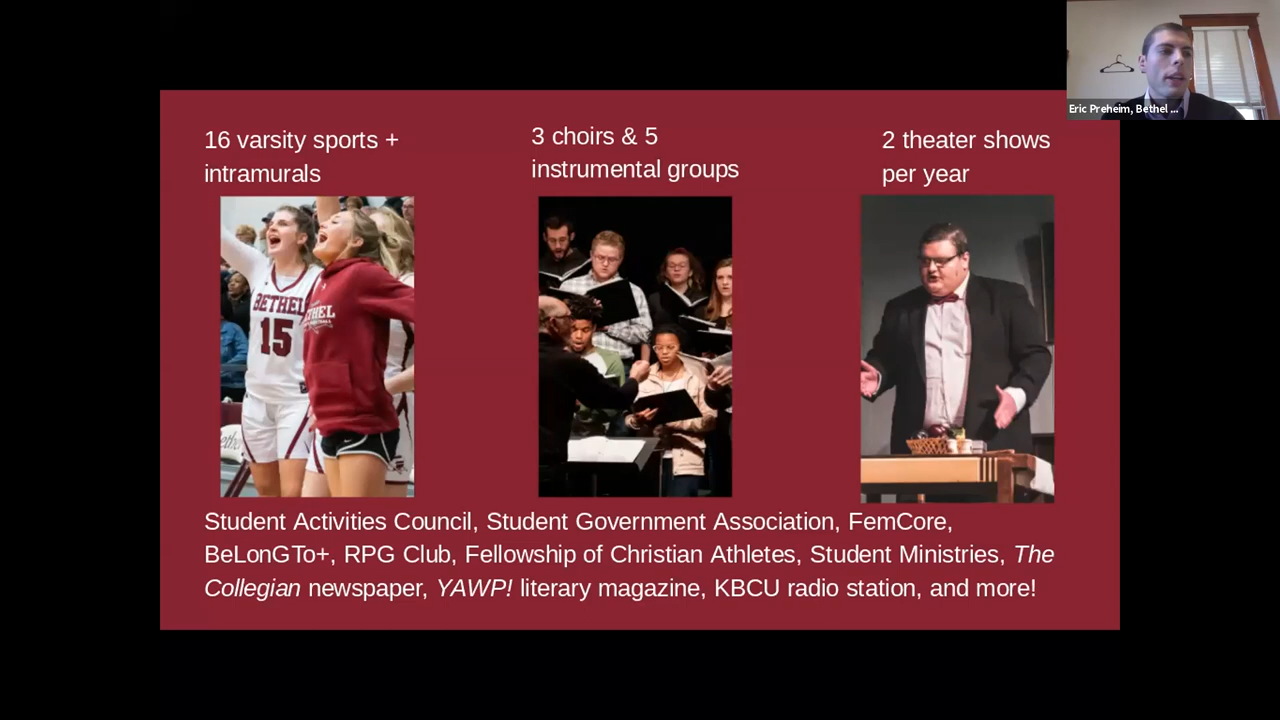 Eric Preheim, Bethel ...
16 varsity sports +
intramurals
3 choirs & 5
instrumental groups
2 theater shows
per year
BETHEL
15
Student Activities Council, Student Government Association, FemCore,
BeLonGTo+, RPG Club, Fellowship of Christian Athletes, Student Ministries, The
Collegian newspaper, YAWP! literary magazine, KBCU radio station, and more!